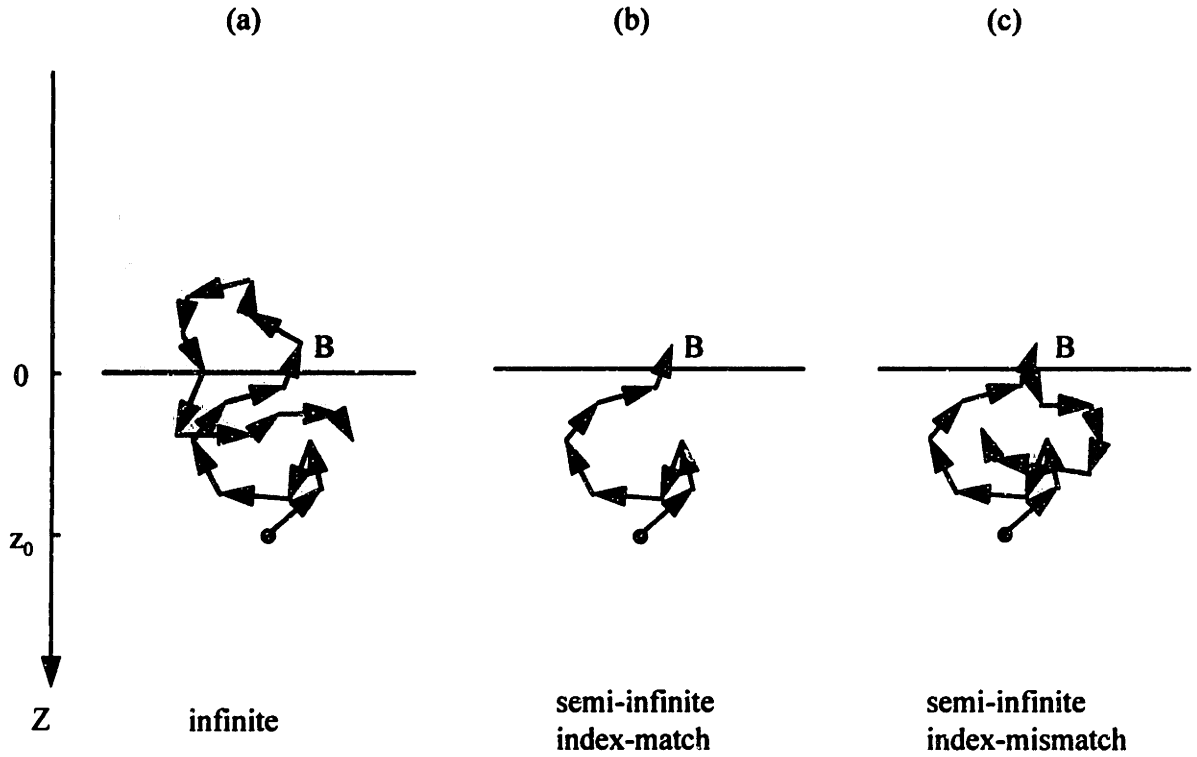 (a)
(b)
(c)
B
B
B
0
z₀
Z
infinite
semi-infinite
index-match
semi-infinite
index-mismatch